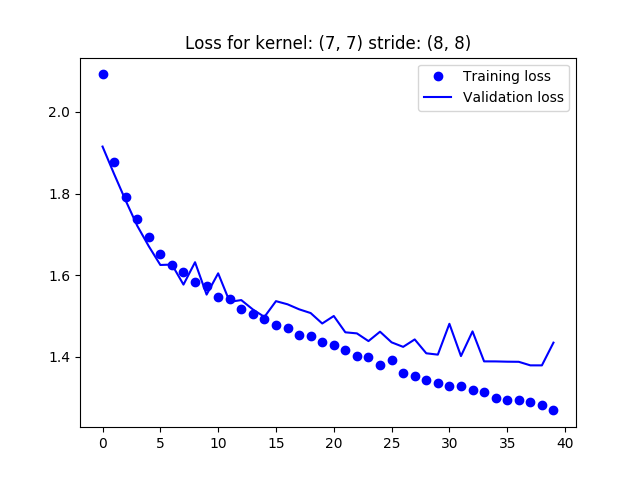 Loss for kernel: (7, 7) stride: (8, 8)
Training loss
Validation loss
2.0
1.8
1.6
1.4
0 5 10 15 20 25 30 35 40